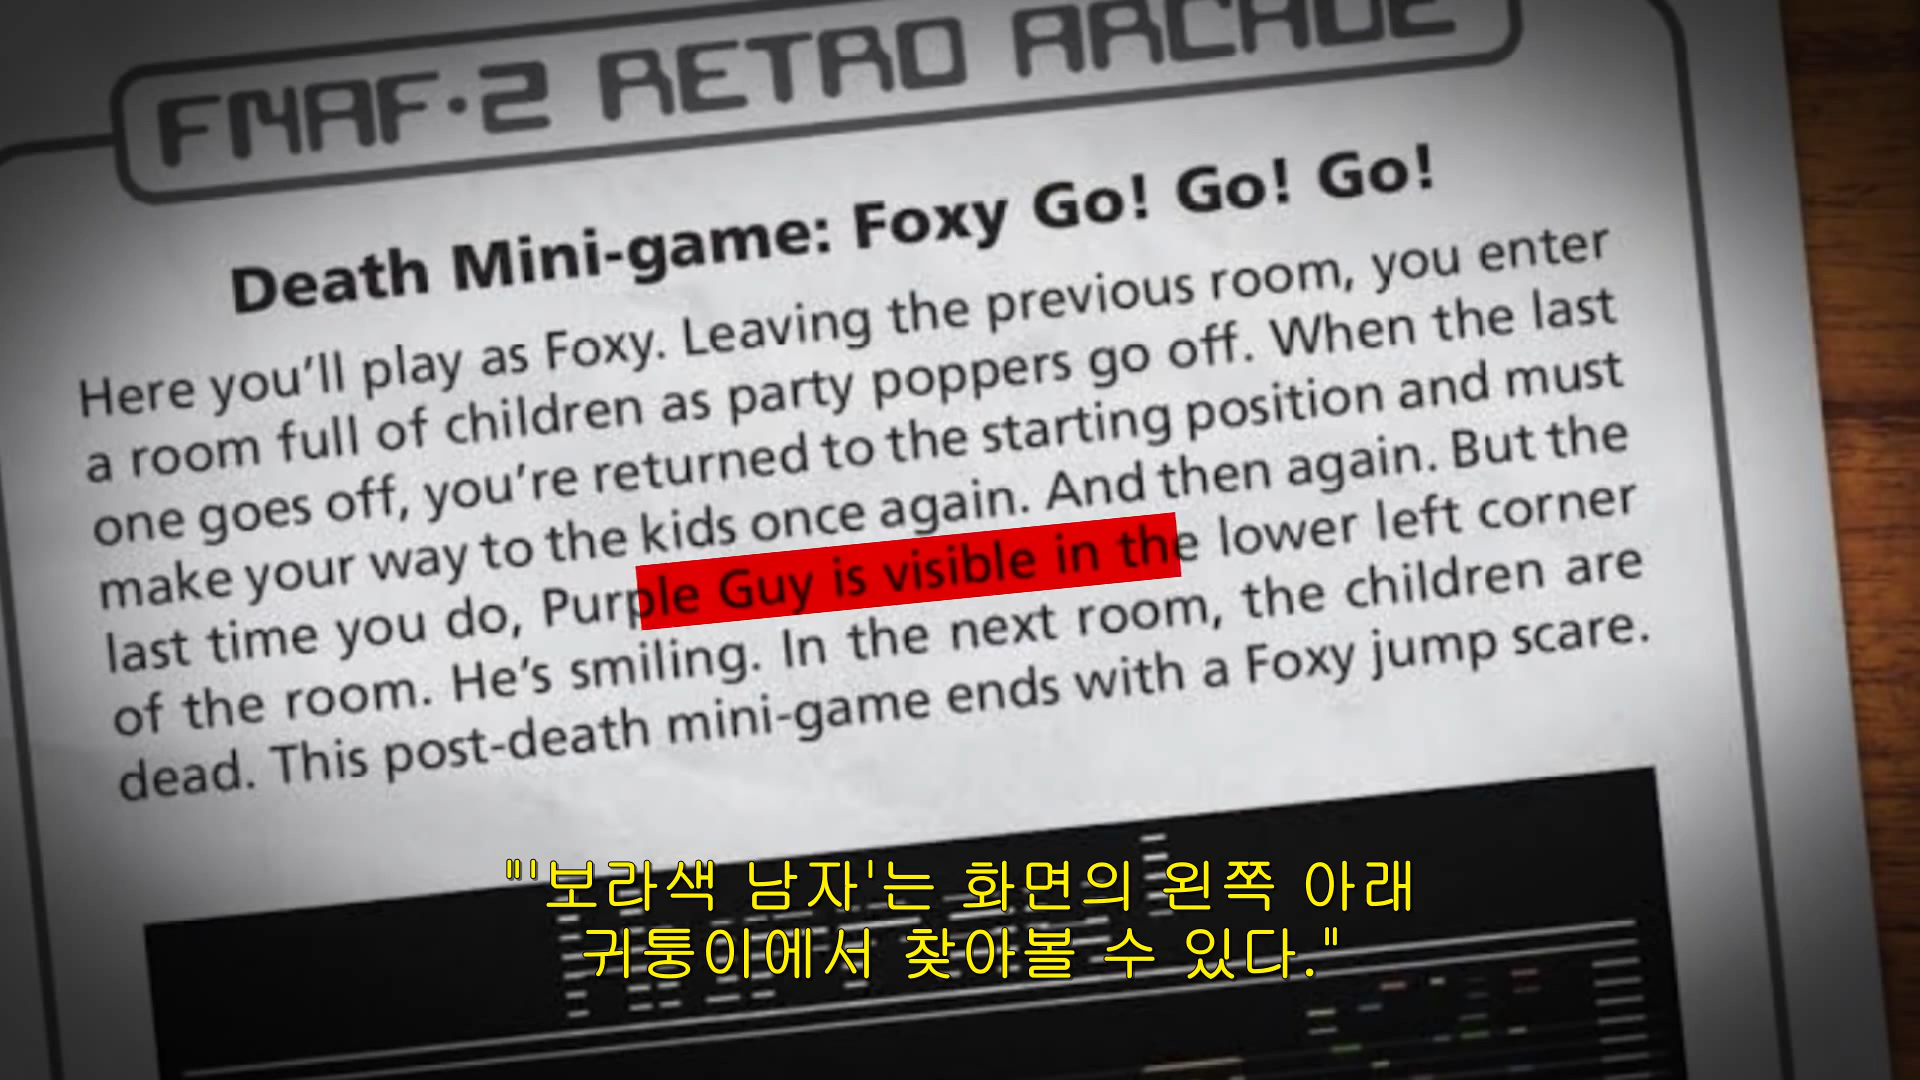 FNAF·2 RETRO ARCADE
Death Mini-game: Foxy Go! Go! Go!
Here you'll play as Foxy. Leaving the previous room, you enter
a room full of children as party poppers go off. When the last
one goes off, you're returned to the starting position and must
make your way to the kids once again. And then again. But the
last time you do, Purple Guy is visible in the lower left corner
of the room. He's smiling. In the next room, the children are
dead. This post-death mini-game ends with a Foxy jump scare.
"'보라색 남자'는 화면의 왼쪽 아래
귀퉁이에서 찾아볼 수 있다."